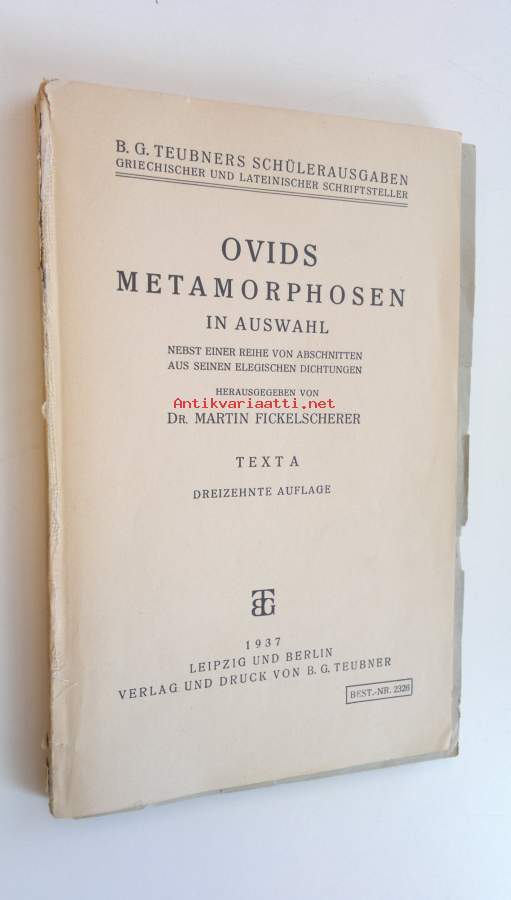 B. G. TEUBNERS SCHÜLERAUSGABEN
GRIECHISCHER UND LATEINISCHER SCHRIFTSTELLER
OVIDS
METAMORPHOSEN
IN AUSWAHL
NEBST EINER REIHE VON ABSCHNITTEN
AUS SEINEN ELEGISCHEN DICHTUNGEN
HERAUSGEGEBEN VON
Antikvariaatti.net
DR. MARTIN FICKELSCHERER
TEXT A
DREIZEHNTE AUFLAGE
TBG
1937
LEIPZIG UND BERLIN
VERLAG UND DRUCK VON B. G. TEUBNER
BEST.-NR. 2326